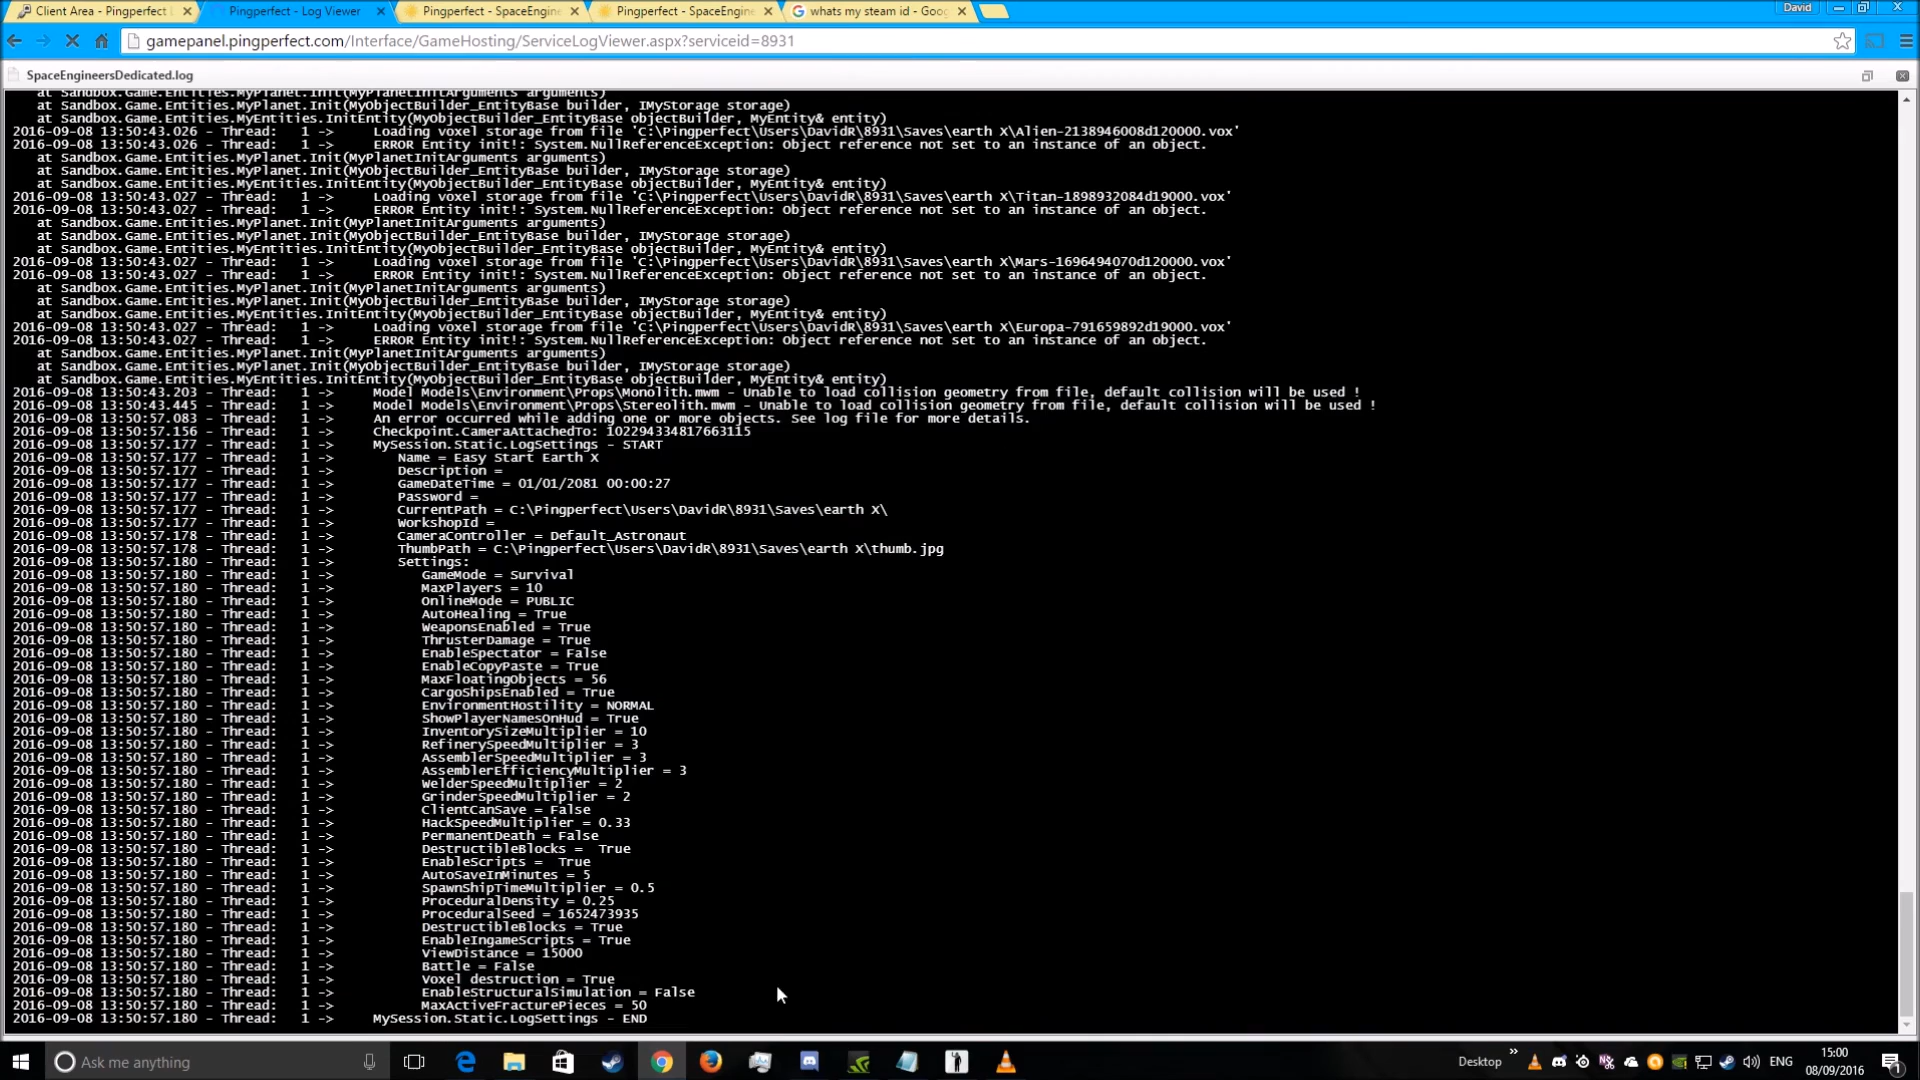 Client Area - Pingperfect L
Pingperfect - Log Viewer
Pingperfect - SpaceEngin
Pingperfect - SpaceEngin
whats my steam id - Goog
David
gamepanel.pingperfect.com/Interface/GameHosting/ServiceLogViewer.aspx?serviceid=8931
SpaceEngineersDedicated.log
at Sandbox.Game.Entities.MyPlanet.Init(MyPlanetInitArguments arguments)
at Sandbox.Game.Entities.MyPlanet.Init(MyObjectBuilder_EntityBase builder, IMyStorage storage)
at Sandbox.Game.Entities.MyEntities.InitEntity(MyObjectBuilder_EntityBase objectBuilder, MyEntity& entity)
2016-09-08 13:50:43.026 - Thread: 1 -> Loading voxel storage from file 'C:\Pingperfect\Users\DavidR\8931\Saves\earth X\Alien-2138946008d120000.vox'
2016-09-08 13:50:43.026 - Thread: 1 -> ERROR Entity init!: System.NullReferenceException: Object reference not set to an instance of an object.
at Sandbox.Game.Entities.MyPlanet.Init(MyPlanetInitArguments arguments)
at Sandbox.Game.Entities.MyPlanet.Init(MyObjectBuilder_EntityBase builder, IMyStorage storage)
at Sandbox.Game.Entities.MyEntities.InitEntity(MyObjectBuilder_EntityBase objectBuilder, MyEntity& entity)
2016-09-08 13:50:43.027 - Thread: 1 -> Loading voxel storage from file 'C:\Pingperfect\Users\DavidR\8931\Saves\earth X\Titan-1898932084d19000.vox'
2016-09-08 13:50:43.027 - Thread: 1 -> ERROR Entity init!: System.NullReferenceException: Object reference not set to an instance of an object.
at Sandbox.Game.Entities.MyPlanet.Init(MyPlanetInitArguments arguments)
at Sandbox.Game.Entities.MyPlanet.Init(MyObjectBuilder_EntityBase builder, IMyStorage storage)
at Sandbox.Game.Entities.MyEntities.InitEntity(MyObjectBuilder_EntityBase objectBuilder, MyEntity& entity)
2016-09-08 13:50:43.027 - Thread: 1 -> Loading voxel storage from file 'C:\Pingperfect\Users\DavidR\8931\Saves\earth X\Mars-1696494070d120000.vox'
2016-09-08 13:50:43.027 - Thread: 1 -> ERROR Entity init!: System.NullReferenceException: Object reference not set to an instance of an object.
at Sandbox.Game.Entities.MyPlanet.Init(MyPlanetInitArguments arguments)
at Sandbox.Game.Entities.MyPlanet.Init(MyObjectBuilder_EntityBase builder, IMyStorage storage)
at Sandbox.Game.Entities.MyEntities.InitEntity(MyObjectBuilder_EntityBase objectBuilder, MyEntity& entity)
2016-09-08 13:50:43.027 - Thread: 1 -> Loading voxel storage from file 'C:\Pingperfect\Users\DavidR\8931\Saves\earth X\Europa-791659892d19000.vox'
2016-09-08 13:50:43.027 - Thread: 1 -> ERROR Entity init!: System.NullReferenceException: Object reference not set to an instance of an object.
at Sandbox.Game.Entities.MyPlanet.Init(MyPlanetInitArguments arguments)
at Sandbox.Game.Entities.MyPlanet.Init(MyObjectBuilder_EntityBase builder, IMyStorage storage)
at Sandbox.Game.Entities.MyEntities.InitEntity(MyObjectBuilder_EntityBase objectBuilder, MyEntity& entity)
2016-09-08 13:50:43.203 - Thread: 1 -> Model Models\Environment\Props\Monolith.mwm - Unable to load collision geometry from file, default collision will be used !
2016-09-08 13:50:43.445 - Thread: 1 -> Model Models\Environment\Props\Stereolith.mwm - Unable to load collision geometry from file, default collision will be used !
2016-09-08 13:50:57.083 - Thread: 1 -> An error occurred while adding one or more objects. See log file for more details.
2016-09-08 13:50:57.156 - Thread: 1 -> Checkpoint.CameraAttachedTo: 102294334817663115
2016-09-08 13:50:57.177 - Thread: 1 -> MySession.Static.LogSettings - START
2016-09-08 13:50:57.177 - Thread: 1 -> Name = Easy Start Earth X
2016-09-08 13:50:57.177 - Thread: 1 -> Description =
2016-09-08 13:50:57.177 - Thread: 1 -> GameDateTime = 01/01/2081 00:00:27
2016-09-08 13:50:57.177 - Thread: 1 -> Password =
2016-09-08 13:50:57.177 - Thread: 1 -> CurrentPath = C:\Pingperfect\Users\DavidR\8931\Saves\earth X\
2016-09-08 13:50:57.177 - Thread: 1 -> WorkshopId =
2016-09-08 13:50:57.178 - Thread: 1 -> CameraController = Default_Astronaut
2016-09-08 13:50:57.178 - Thread: 1 -> ThumbPath = C:\Pingperfect\Users\DavidR\8931\Saves\earth X\thumb.jpg
2016-09-08 13:50:57.180 - Thread: 1 -> Settings:
2016-09-08 13:50:57.180 - Thread: 1 -> GameMode = Survival
2016-09-08 13:50:57.180 - Thread: 1 -> MaxPlayers = 10
2016-09-08 13:50:57.180 - Thread: 1 -> OnlineMode = PUBLIC
2016-09-08 13:50:57.180 - Thread: 1 -> AutoHealing = True
2016-09-08 13:50:57.180 - Thread: 1 -> WeaponsEnabled = True
2016-09-08 13:50:57.180 - Thread: 1 -> ThrusterDamage = True
2016-09-08 13:50:57.180 - Thread: 1 -> EnableSpectator = False
2016-09-08 13:50:57.180 - Thread: 1 -> EnableCopyPaste = True
2016-09-08 13:50:57.180 - Thread: 1 -> MaxFloatingObjects = 56
2016-09-08 13:50:57.180 - Thread: 1 -> CargoShipsEnabled = True
2016-09-08 13:50:57.180 - Thread: 1 -> EnvironmentHostility = NORMAL
2016-09-08 13:50:57.180 - Thread: 1 -> ShowPlayerNamesOnHud = True
2016-09-08 13:50:57.180 - Thread: 1 -> InventorySizeMultiplier = 10
2016-09-08 13:50:57.180 - Thread: 1 -> RefinerySpeedMultiplier = 3
2016-09-08 13:50:57.180 - Thread: 1 -> AssemblerSpeedMultiplier = 3
2016-09-08 13:50:57.180 - Thread: 1 -> AssemblerEfficiencyMultiplier = 3
2016-09-08 13:50:57.180 - Thread: 1 -> WelderSpeedMultiplier = 2
2016-09-08 13:50:57.180 - Thread: 1 -> GrinderSpeedMultiplier = 2
2016-09-08 13:50:57.180 - Thread: 1 -> ClientCanSave = False
2016-09-08 13:50:57.180 - Thread: 1 -> HackSpeedMultiplier = 0.33
2016-09-08 13:50:57.180 - Thread: 1 -> PermanentDeath = False
2016-09-08 13:50:57.180 - Thread: 1 -> DestructibleBlocks =  True
2016-09-08 13:50:57.180 - Thread: 1 -> EnableScripts =  True
2016-09-08 13:50:57.180 - Thread: 1 -> AutoSaveInMinutes = 5
2016-09-08 13:50:57.180 - Thread: 1 -> SpawnShipTimeMultiplier = 0.5
2016-09-08 13:50:57.180 - Thread: 1 -> ProceduralDensity = 0.25
2016-09-08 13:50:57.180 - Thread: 1 -> ProceduralSeed = 1652473935
2016-09-08 13:50:57.180 - Thread: 1 -> DestructibleBlocks = True
2016-09-08 13:50:57.180 - Thread: 1 -> EnableIngameScripts = True
2016-09-08 13:50:57.180 - Thread: 1 -> ViewDistance = 15000
2016-09-08 13:50:57.180 - Thread: 1 -> Battle = False
2016-09-08 13:50:57.180 - Thread: 1 -> Voxel destruction = True
2016-09-08 13:50:57.180 - Thread: 1 -> EnableStructuralSimulation = False
2016-09-08 13:50:57.180 - Thread: 1 -> MaxActiveFracturePieces = 50
2016-09-08 13:50:57.180 - Thread: 1 -> MySession.Static.LogSettings - END
Ask me anything
Desktop
ENG
15:00
08/09/2016
1